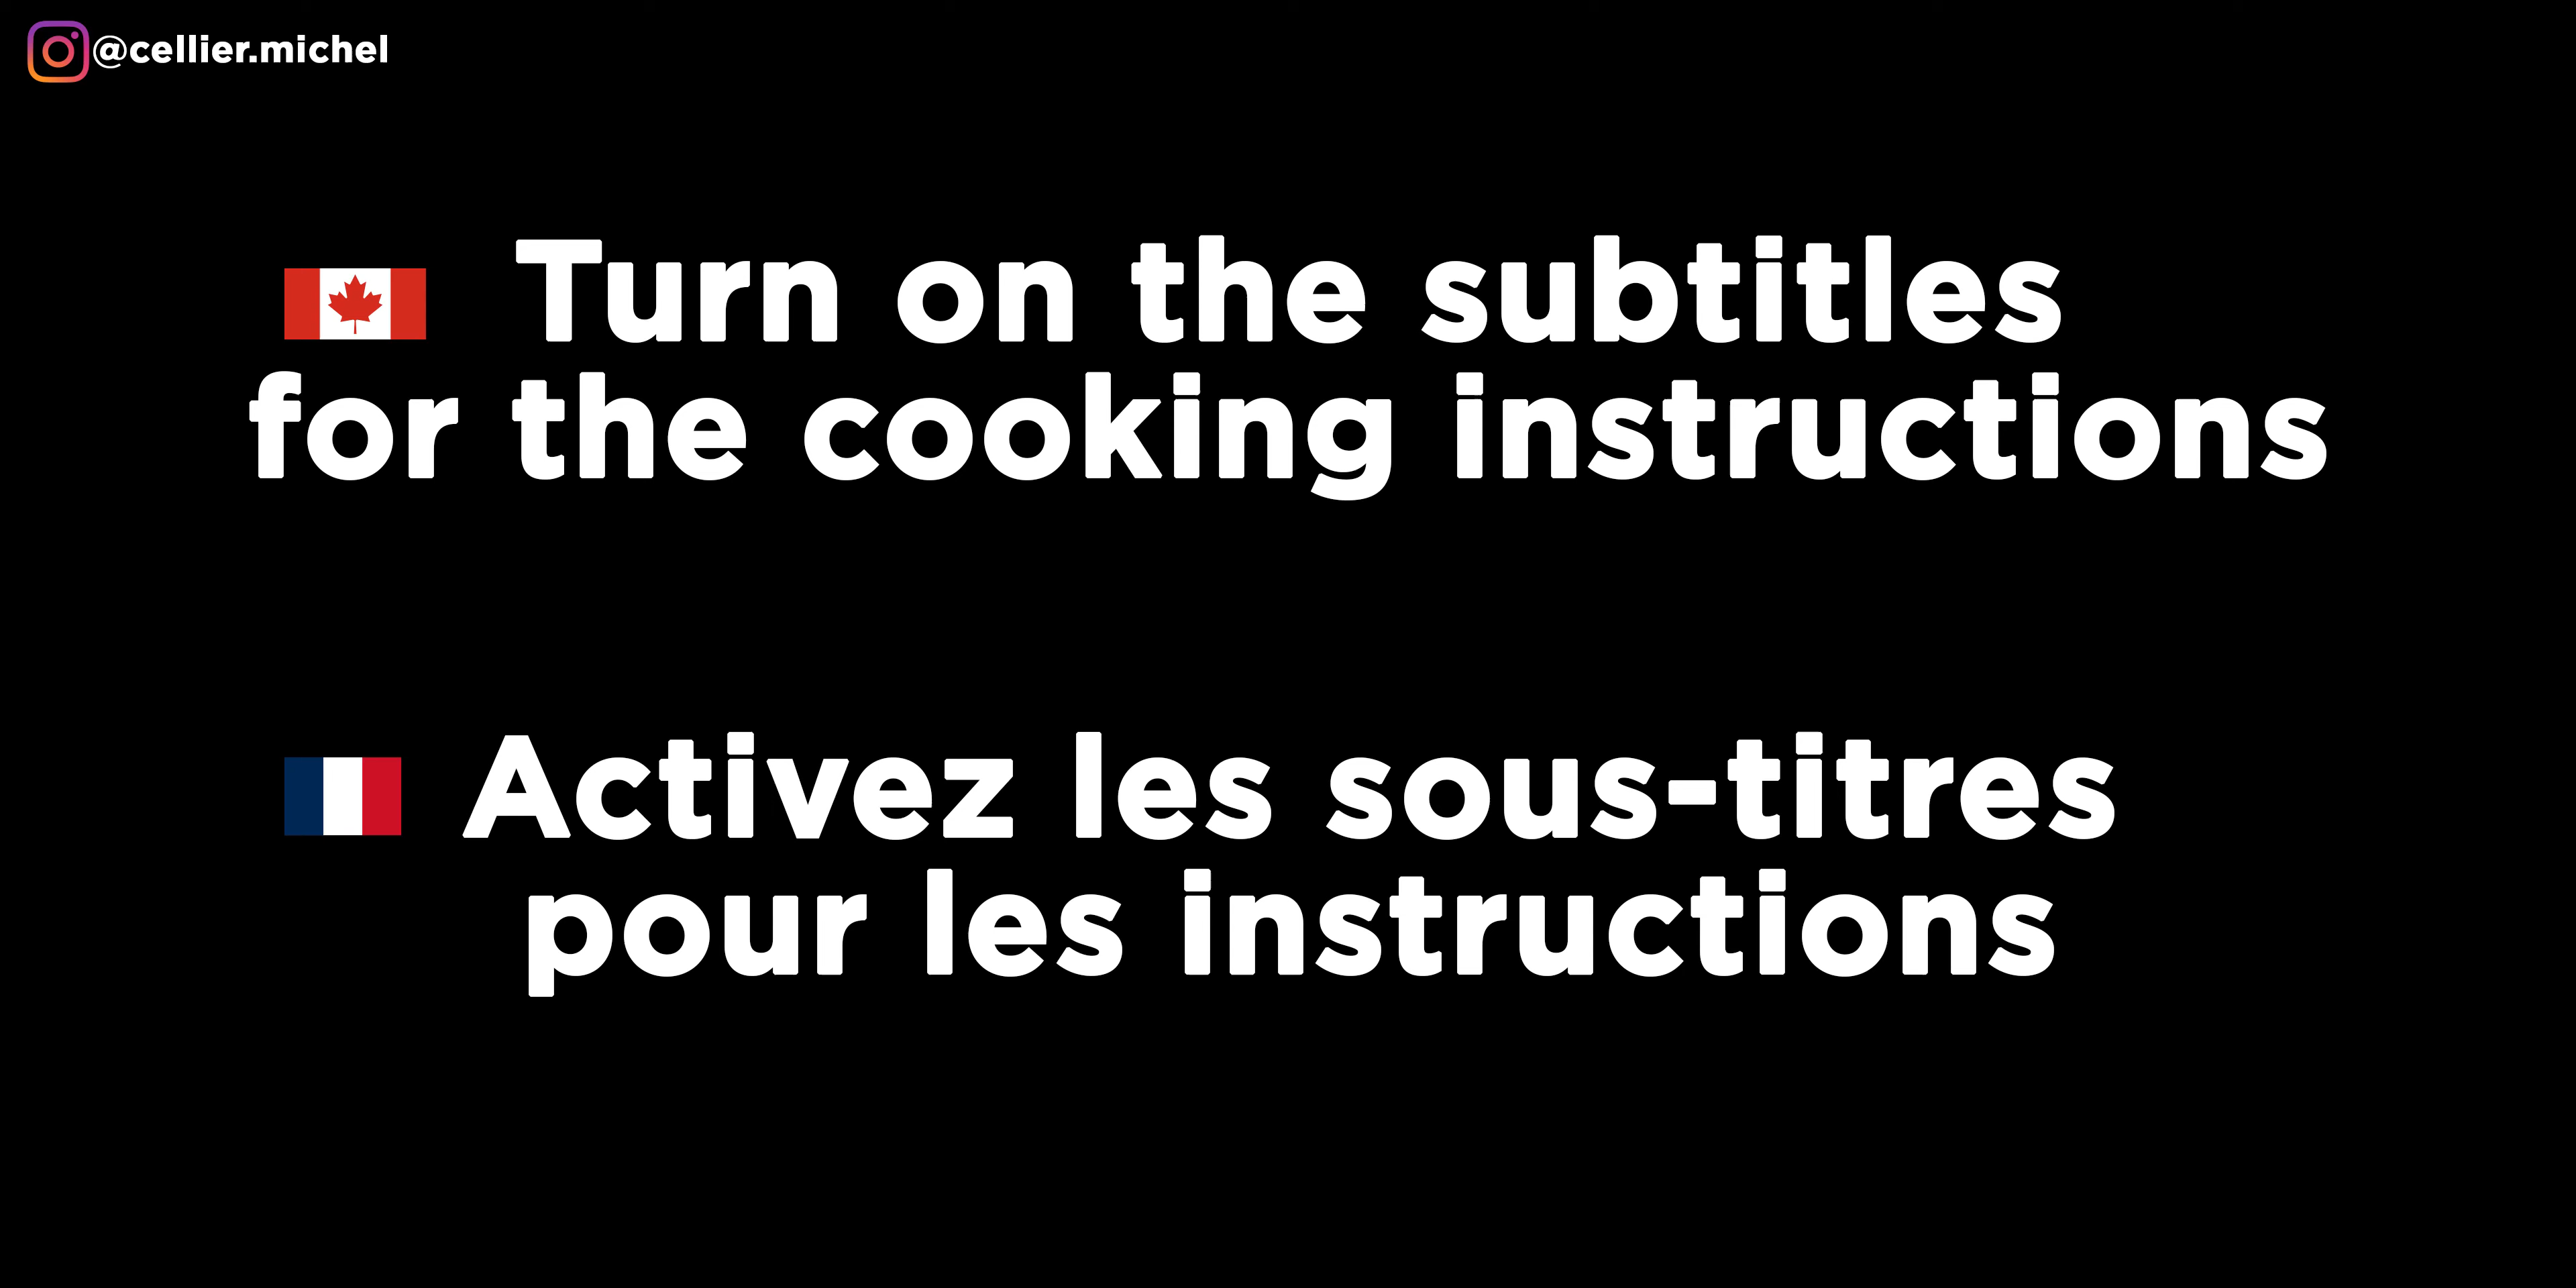 @cellier.michel
Turn on the subtitles
for the cooking instructions
Activez les sous-titres
pour les instructions